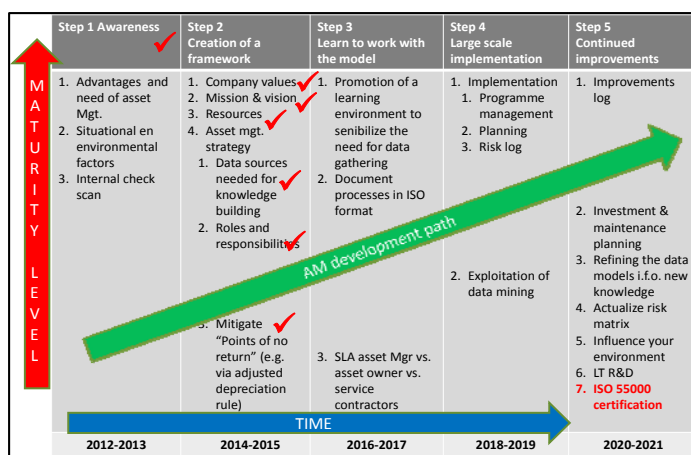 MATURITY LEVEL
Step 1 Awareness
1. Advantages and
need of asset
Mgt.
2. Situational en
environmental
factors
3. Internal check
scan
2012-2013
Step 2
Creation of a
framework
1. Company values
2. Mission & vision
3. Resources
4. Asset mgt.
strategy
1. Data sources
needed for
knowledge
building
2. Roles and
responsibilities
3. Mitigate
"Points of no
return" (e.g.
via adjusted
depreciation
rule)
2014-2015
Step 3
Learn to work with
the model
1. Promotion of a
learning
environment to
senibilize the
need for data
gathering
2. Document
processes in ISO
format
3. SLA asset Mgr vs.
asset owner vs.
service
contractors
2016-2017
Step 4
Large scale
implementation
1. Implementation
1. Programme
management
2. Planning
3. Risk log
2. Exploitation of
data mining
2018-2019
Step 5
Continued
improvements
1. Improvements
log
2. Investment &
maintenance
planning
3. Refining the data
models i.f.o. new
knowledge
4. Actualize risk
matrix
5. Influence your
environment
6. LT R&D
7. ISO 55000
certification
2020-2021
AM development path
TIME